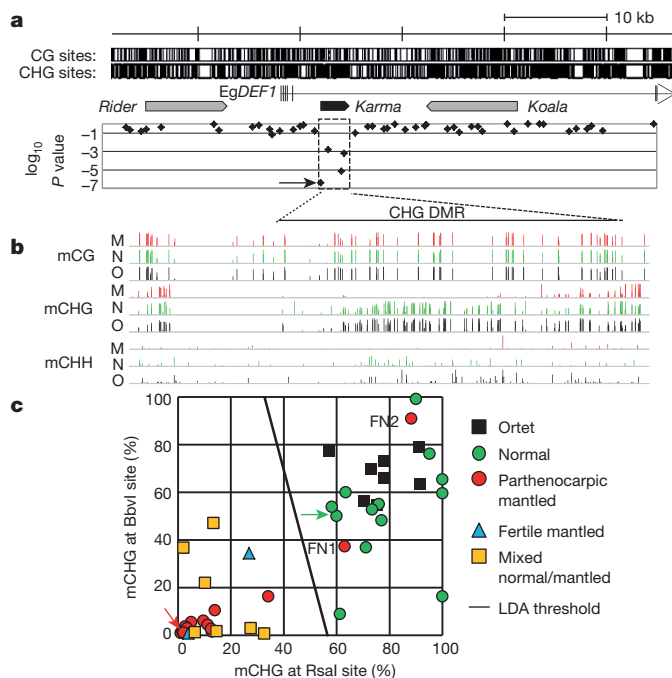 a
10 kb
CG sites:
CHG sites:
EgDEF1
Rider
Karma
Koala
log10 P value
−1
−3
−5
−7
CHG DMR
b
mCG
M
N
O
mCHG
M
N
O
mCHH
M
N
O
c
mCHG at BbvI site (%)
100
80
60
40
20
0
FN2
FN1
0 20 40 60 80 100
mCHG at RsaI site (%)
Ortet
Normal
Parthenocarpic
mantled
Fertile mantled
Mixed
normal/mantled
LDA threshold